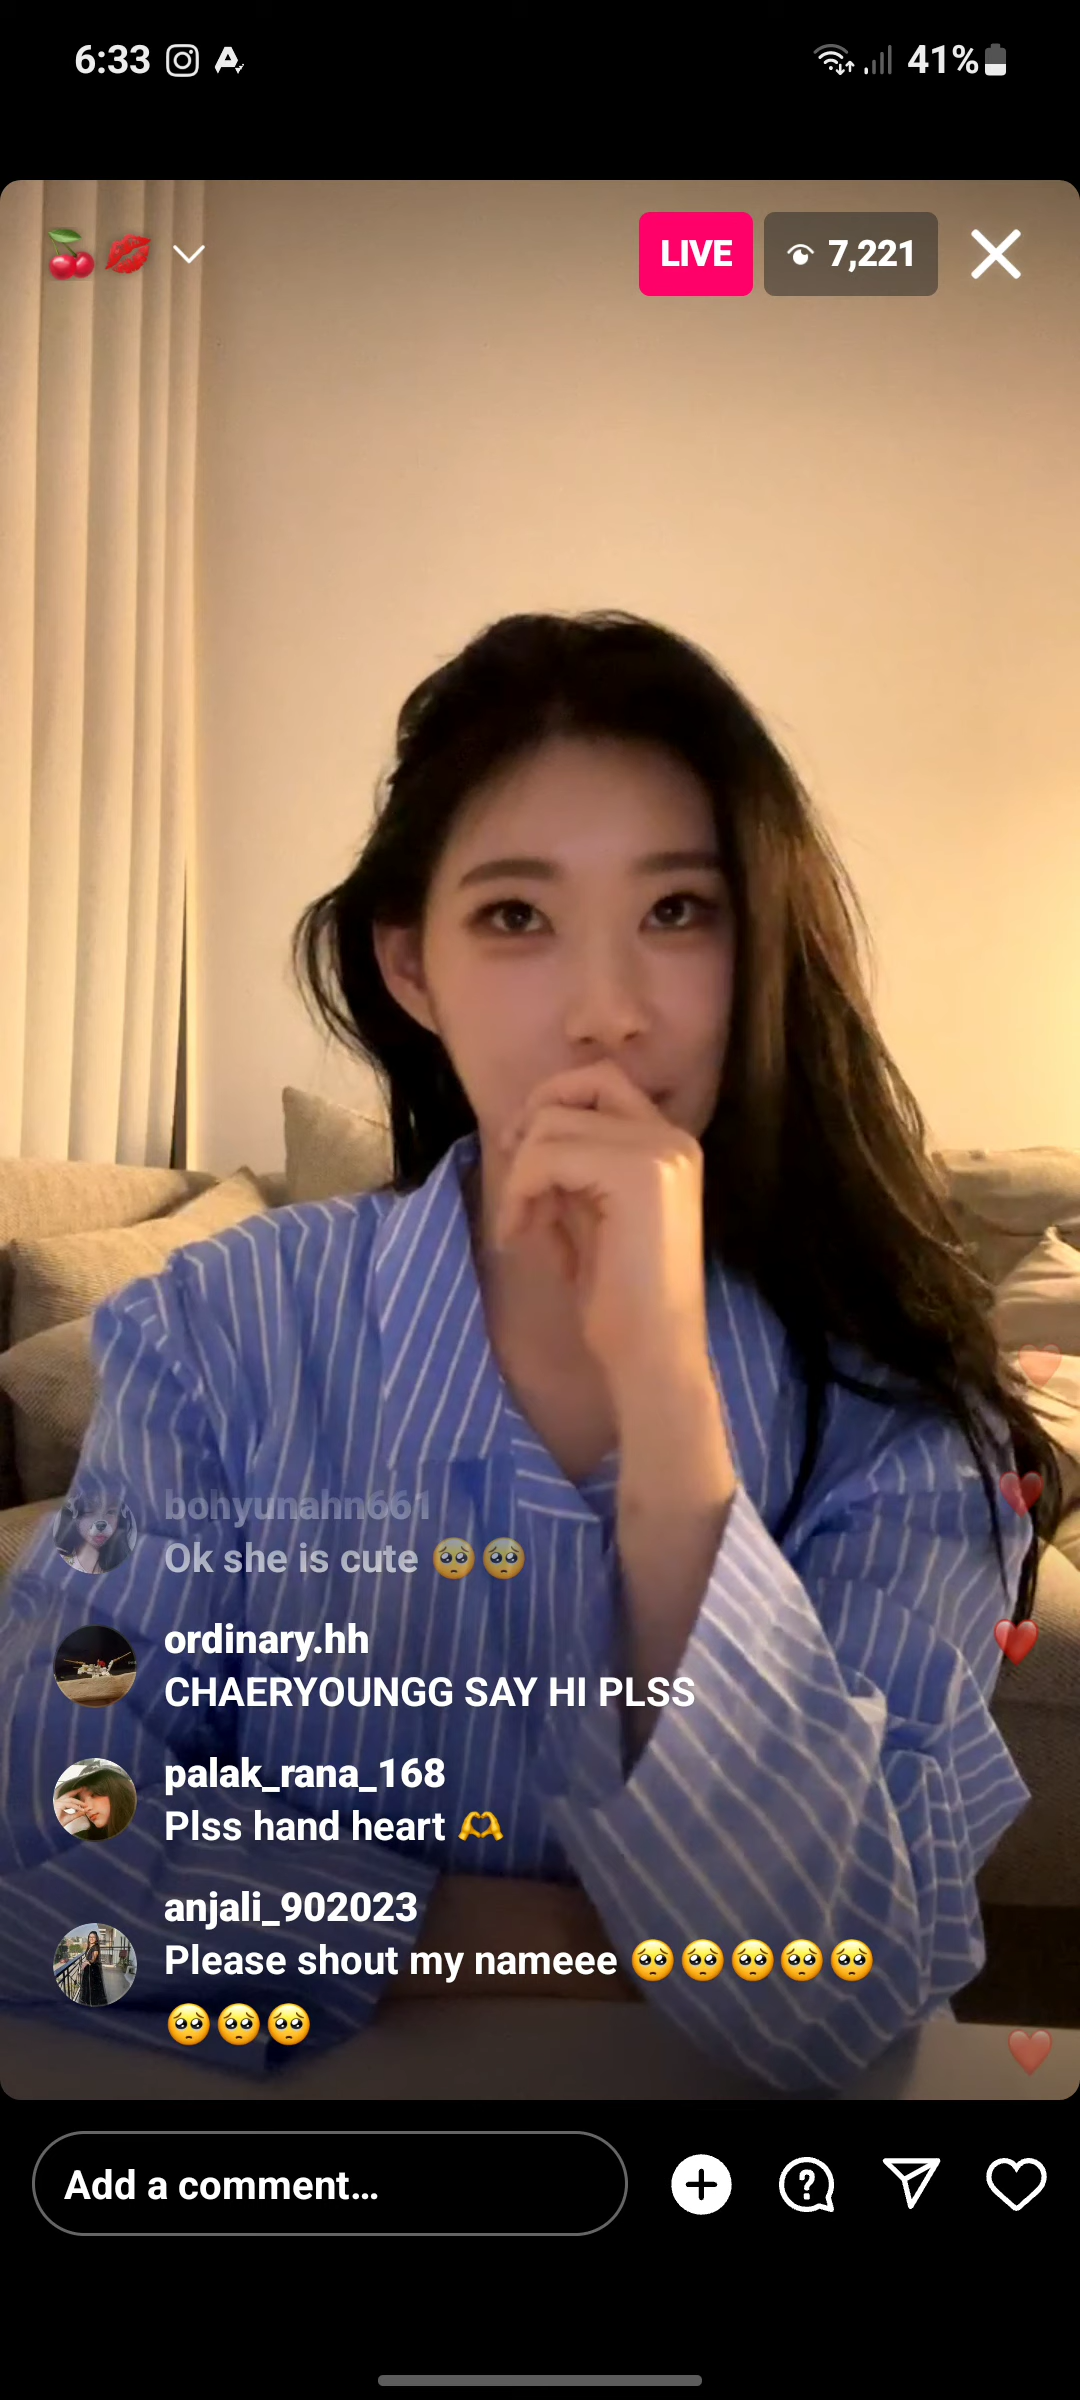 6:33
41%
LIVE
7,221
bohyunahn661
Ok she is cute 🥺🥺
ordinary.hh
CHAERYOUNGG SAY HI PLSS
palak_rana_168
Plss hand heart 🫶
anjali_902023
Please shout my nameee 🥺🥺🥺🥺🥺
🥺🥺🥺
Add a comment...